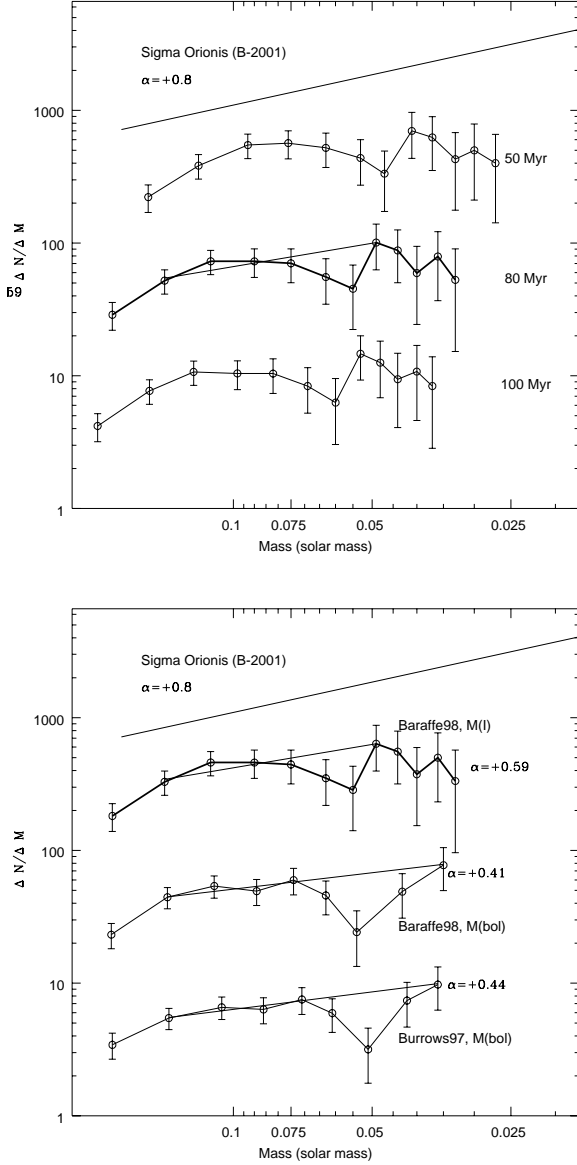 Sigma Orionis (B-2001)
α=+0.8
1000
50 Myr
100
Δ N/Δ M
80 Myr
59
10
100 Myr
1
0.1
0.075
0.05
0.025
Mass (solar mass)
Sigma Orionis (B-2001)
α=+0.8
1000
Baraffe98, M(I)
α=+0.59
Δ N/Δ M
100
α=+0.41
Baraffe98, M(bol)
10
α=+0.44
Burrows97, M(bol)
1
0.1
0.075
0.05
0.025
Mass (solar mass)